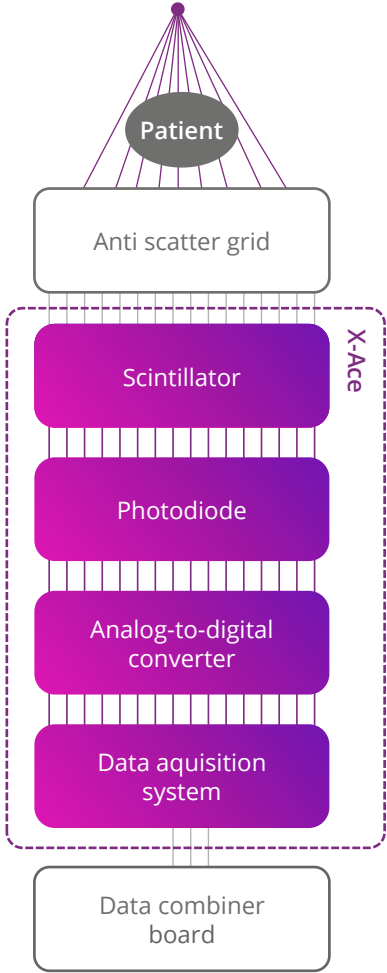 Patient
Anti scatter grid
X-Ace
Scintillator
Photodiode
Analog-to-digital
converter
Data aquisition
system
Data combiner
board